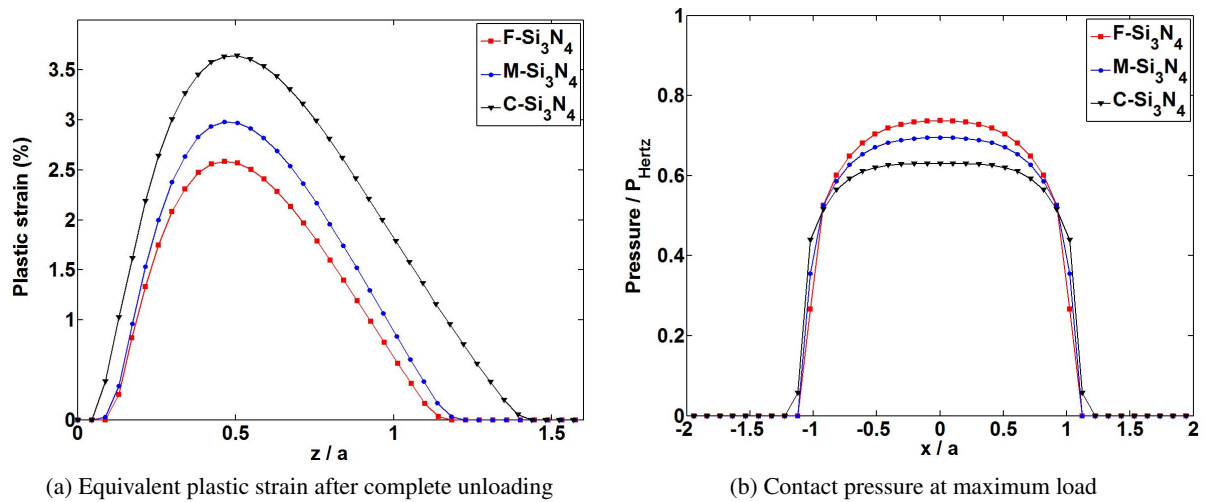 F-Si₃N₄
M-Si₃N₄
C-Si₃N₄
Plastic strain (%)
3.5
3
2.5
2
1.5
1
0.5
0
0 0.5 1 1.5
z / a
(a) Equivalent plastic strain after complete unloading
F-Si₃N₄
M-Si₃N₄
C-Si₃N₄
Pressure / P_Hertz
1
0.8
0.6
0.4
0.2
0
-2 -1.5 -1 -0.5 0 0.5 1 1.5 2
x / a
(b) Contact pressure at maximum load